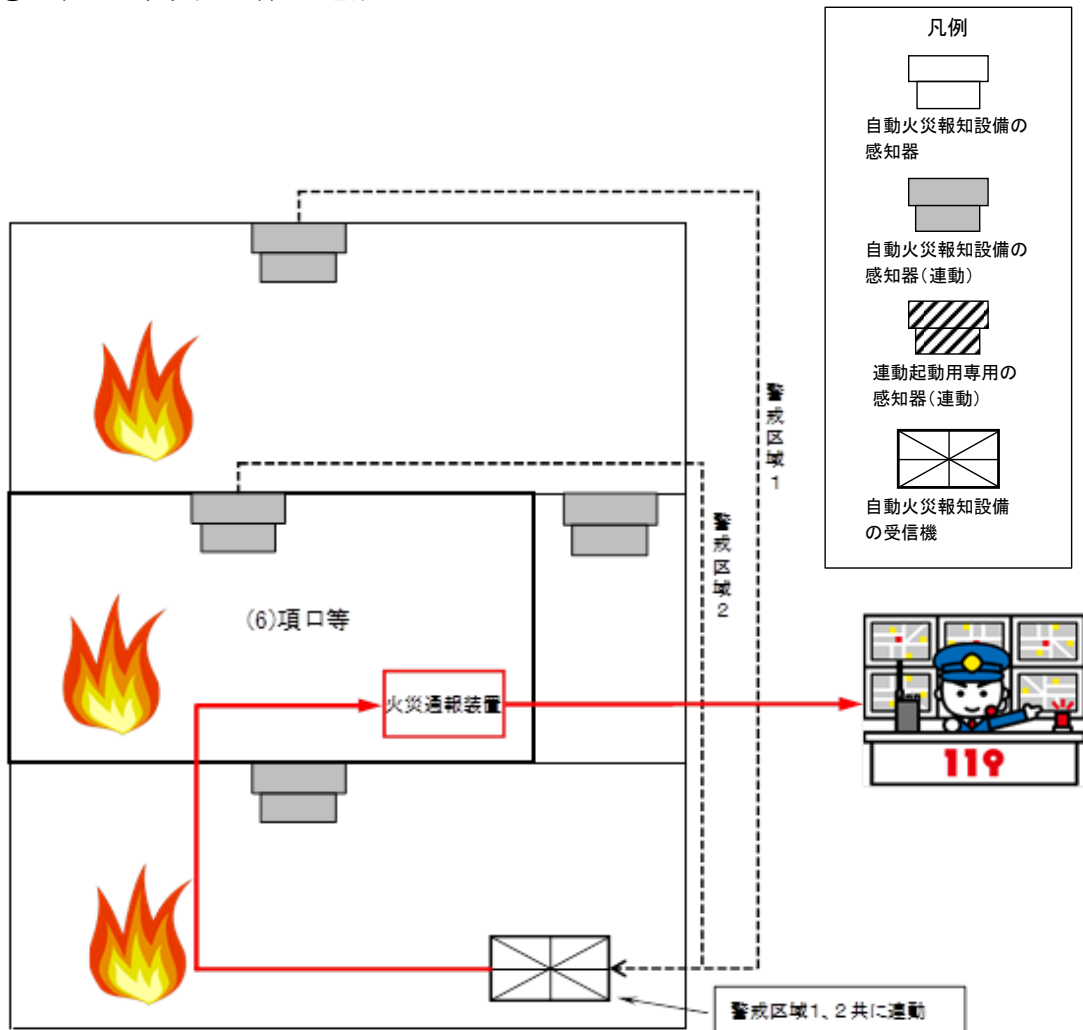 凡例
自動火災報知設備の
感知器
自動火災報知設備の
感知器(連動)
連動起動用専用の
感知器(連動)
自動火災報知設備
の受信機
警戒区域1
警戒区域2
(6)項ロ等
火災通報装置
119
警戒区域1、2共に連動